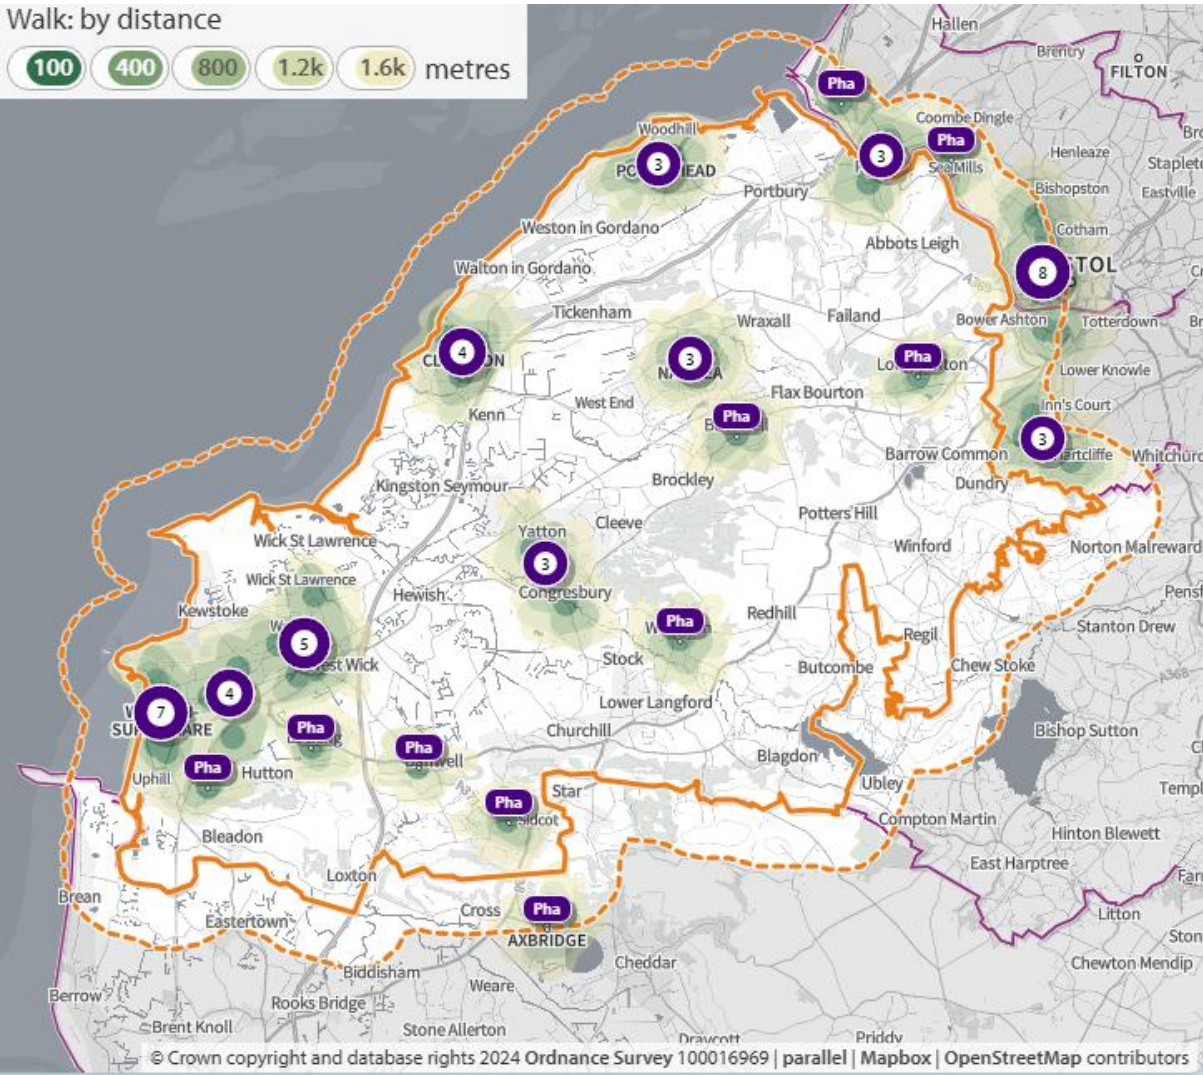 Walk: by distance
100 400 800 1.2k 1.6k metres
Hallen
Brentry
FILTON
Pha
Coombe Dingle
Woodhill
Pha
3
3
Henleaze
Sea Mills
Portbury
Bishopston
Eastville
Weston in Gordano
Cotham
Abbots Leigh
Walton in Gordano
8
Tickenham
Wraxall
Failand
Bower Ashton
Totterdown
4
3
Pha
Lower Knowle
Flax Bourton
West End
Inn's Court
Kenn
Pha
3
Barrow Common
Brockley
Dundry
Kingston Seymour
Potters Hill
Cleeve
Yatton
Wick St Lawrence
Winford
Norton Malreward
3
Wick St Lawrence
Hewish
Congresbury
Kewstoke
Redhill
Pha
Stanton Drew
Regil
5
Stock
Butcombe
Chew Stoke
4
Lower Langford
7
Pha
Churchill
Bishop Sutton
Pha
Blagdon
Pha
Uphill
Hutton
Ubley
Star
Pha
Sidcot
Compton Martin
Bleadon
Hinton Blewett
East Harptree
Loxton
Brean
Cross
Pha
Litton
Eastertown
AXBRIDGE
Cheddar
Chewton Mendip
Biddisham
Weare
Berrow
Rooks Bridge
Brent Knoll
Stone Allerton
Draycott
Priddy
© Crown copyright and database rights 2024 Ordnance Survey 100016969 | parallel | Mapbox | OpenStreetMap contributors